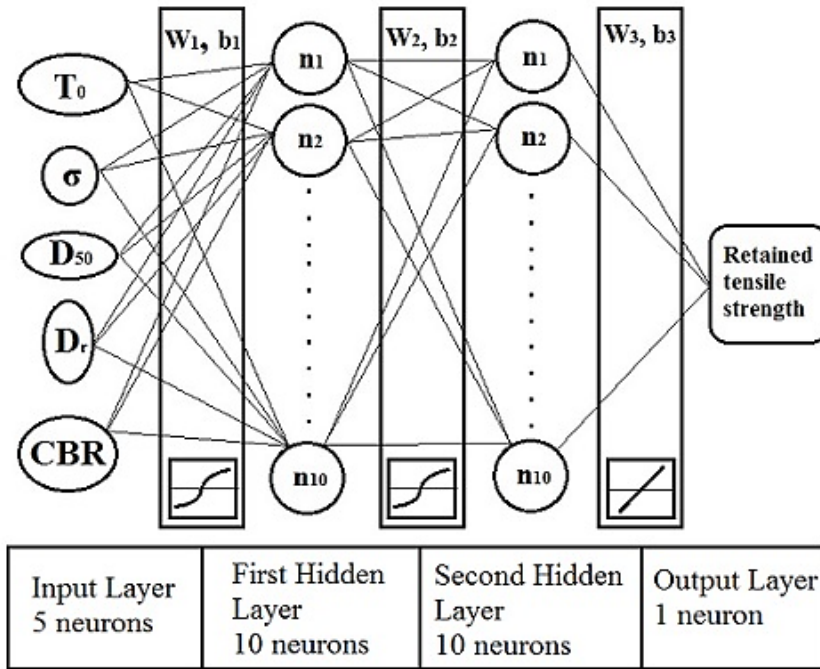 W1, b1
W2, b2
W3, b3
T0
σ
D50
Dr
CBR
n1
n2
n10
n1
n2
n10
Retained
tensile
strength
Input Layer
5 neurons
First Hidden
Layer
10 neurons
Second Hidden
Layer
10 neurons
Output Layer
1 neuron